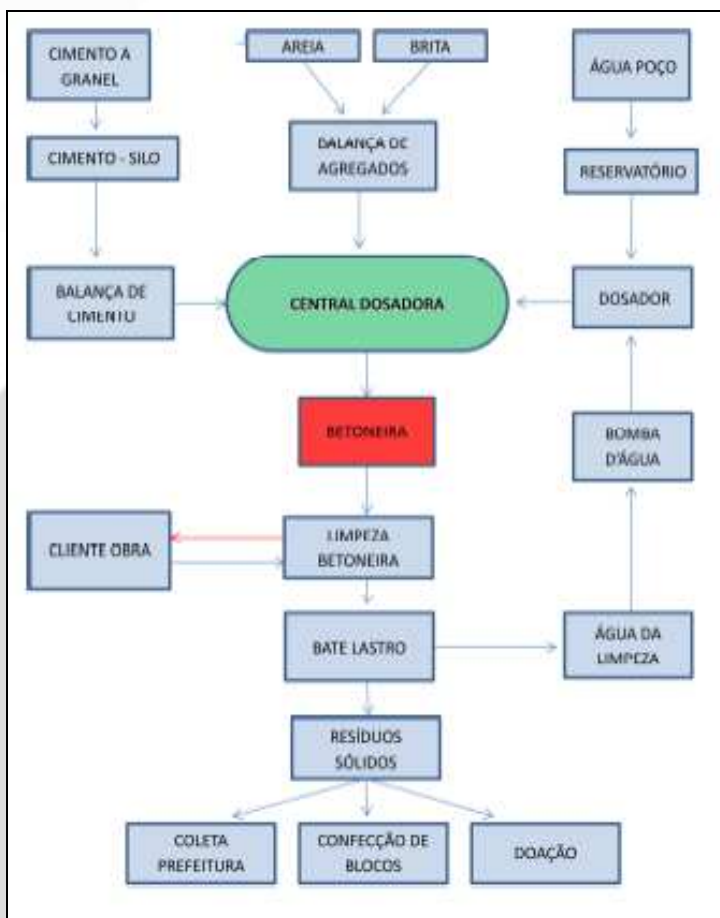 CIMENTO A
GRANEL
AREIA
BRITA
ÁGUA POÇO
CIMENTO - SILO
BALANÇA DE
AGREGADOS
RESERVATÓRIO
BALANÇA DE
CIMENTO
CENTRAL DOSADORA
DOSADOR
BETONEIRA
BOMBA
D'ÁGUA
CLIENTE OBRA
LIMPEZA
BETONEIRA
BATE LASTRO
ÁGUA DA
LIMPEZA
RESÍDUOS
SÓLIDOS
COLETA
PREFEITURA
CONFECÇÃO DE
BLOCOS
DOAÇÃO